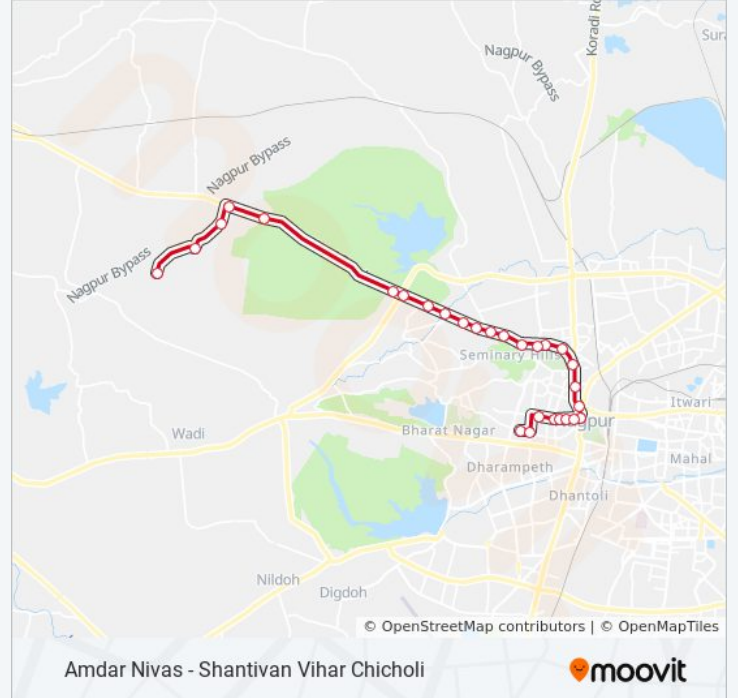 Koradi Ro
Sura
Nagpur Bypass
Nagpur Bypass
Nagpur Bypass
Seminary Hills
Itwari
Bharat Nagar
gpur
Wadi
Mahal
Dharampeth
Dhantoli
Nildoh
Digdoh
© OpenStreetMap contributors | © OpenMapTiles
Amdar Nivas - Shantivan Vihar Chicholi
moovit